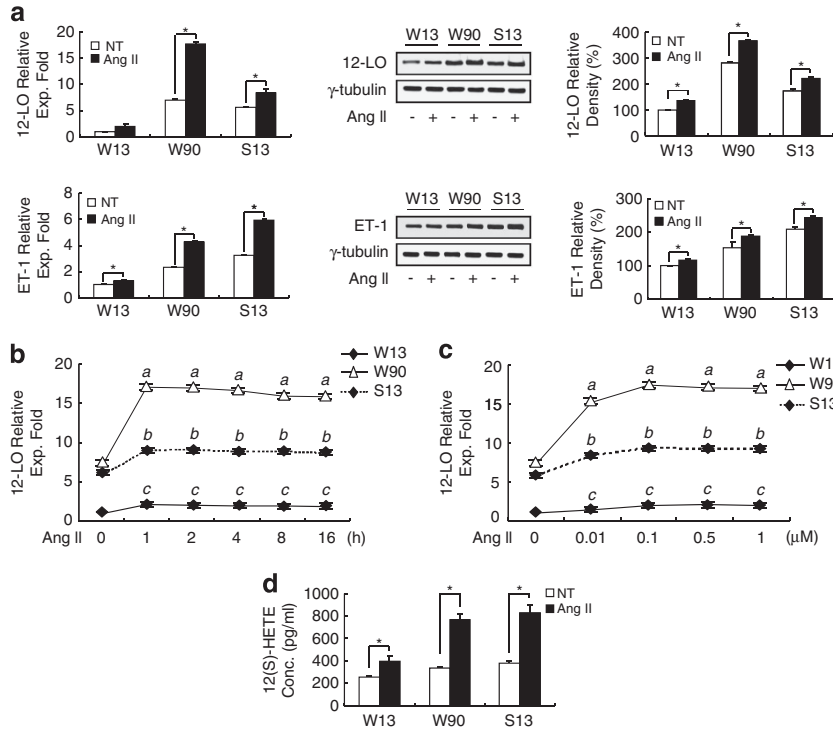 a
12-LO Relative
Exp. Fold
20
15
10
5
0
NT
Ang II
*
*
W13 W90 S13
W13 W90 S13
12-LO
γ-tubulin
Ang II - + - + - +
12-LO Relative
Density (%)
400
300
200
100
0
NT
Ang II
*
*
*
W13 W90 S13
ET-1 Relative
Exp. Fold
8
6
4
2
0
NT
Ang II
*
*
*
W13 W90 S13
W13 W90 S13
ET-1
γ-tubulin
Ang II - + - + - +
ET-1 Relative
Density (%)
300
200
100
0
NT
Ang II
*
*
*
W13 W90 S13
b
12-LO Relative
Exp. Fold
20
15
10
5
0
W13
W90
S13
a a a a a
b b b b b
c c c c c
Ang II 0 1 2 4 8 16 (h)
c
12-LO Relative
Exp. Fold
20
15
10
5
0
W1
W9
S13
a a a a
b b b b
c c c c
Ang II 0 0.01 0.1 0.5 1 (μM)
d
12(S)-HETE
Conc. (pg/ml)
1000
800
600
400
200
0
NT
Ang II
*
*
*
W13 W90 S13